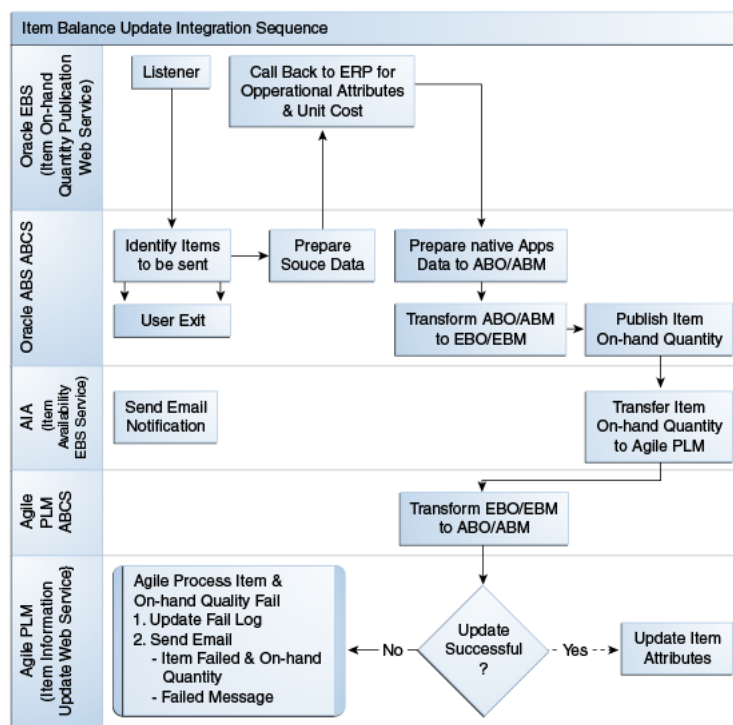 Item Balance Update Integration Sequence
Oracle EBS
(Item On-hand
Quantity Publication
Web Service)
Listener
Call Back to ERP for
Opperational Attributes
& Unit Cost
Oracle ABS ABCS
Identify Items
to be sent
Prepare
Souce Data
Prepare native Apps
Data to ABO/ABM
User Exit
Transform ABO/ABM
to EBO/EBM
Publish Item
On-hand Quantity
AIA
(Item
Availability
EBS Service)
Send Email
Notification
Transfer Item
On-hand Quantity
to Agile PLM
Agile
PLM
ABCS
Transform EBO/EBM
to ABO/ABM
Agile PLM
(Item Information
Update Web Service}
Agile Process Item &
On-hand Quality Fail
1. Update Fail Log
2. Send Email
- Item Failed & On-hand
Quantity
- Failed Message
No
Update
Successful
?
Yes
Update Item
Attributes